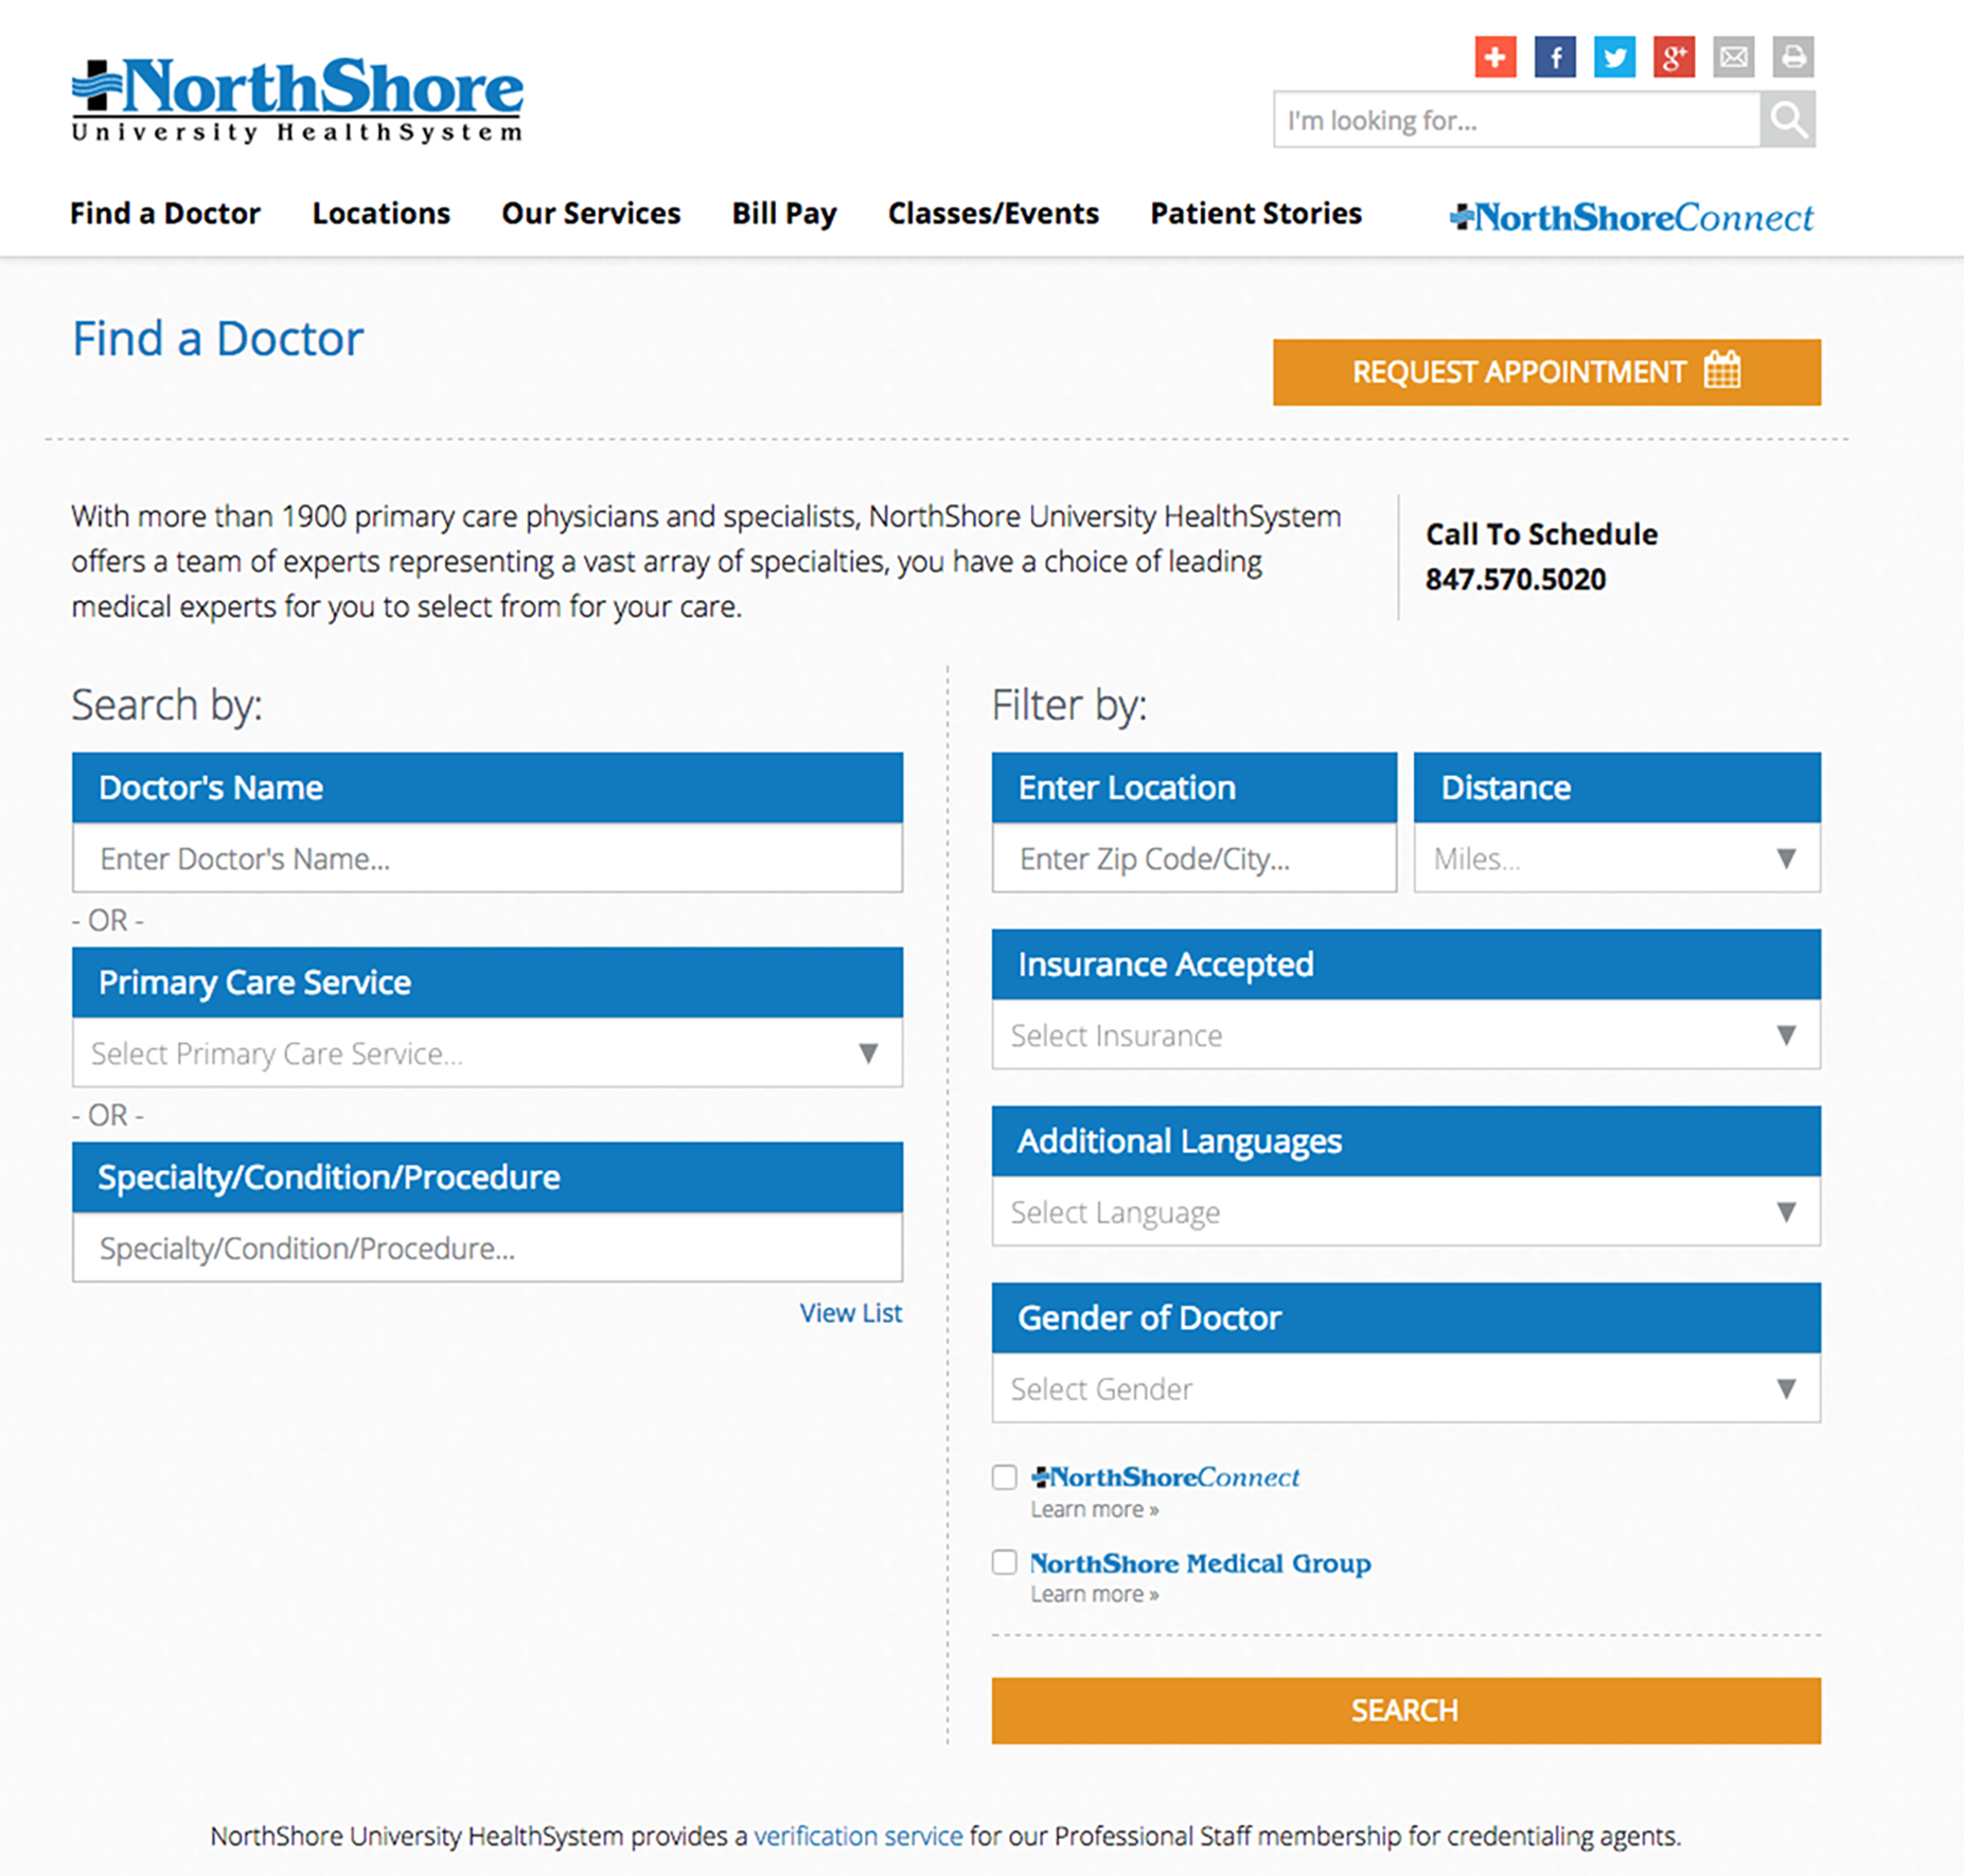 NorthShore
University HealthSystem
f
g+
I'm looking for...
Find a Doctor
Locations
Our Services
Bill Pay
Classes/Events
Patient Stories
NorthShoreConnect
Find a Doctor
REQUEST APPOINTMENT
With more than 1900 primary care physicians and specialists, NorthShore University HealthSystem
offers a team of experts representing a vast array of specialties, you have a choice of leading
medical experts for you to select from for your care.
Call To Schedule
847.570.5020
Search by:
Doctor's Name
Enter Doctor's Name...
- OR -
Primary Care Service
Select Primary Care Service...
- OR -
Specialty/Condition/Procedure
Specialty/Condition/Procedure...
View List
Filter by:
Enter Location
Enter Zip Code/City...
Distance
Miles...
Insurance Accepted
Select Insurance
Additional Languages
Select Language
Gender of Doctor
Select Gender
NorthShoreConnect
Learn more »
NorthShore Medical Group
Learn more »
SEARCH
NorthShore University HealthSystem provides a verification service for our Professional Staff membership for credentialing agents.